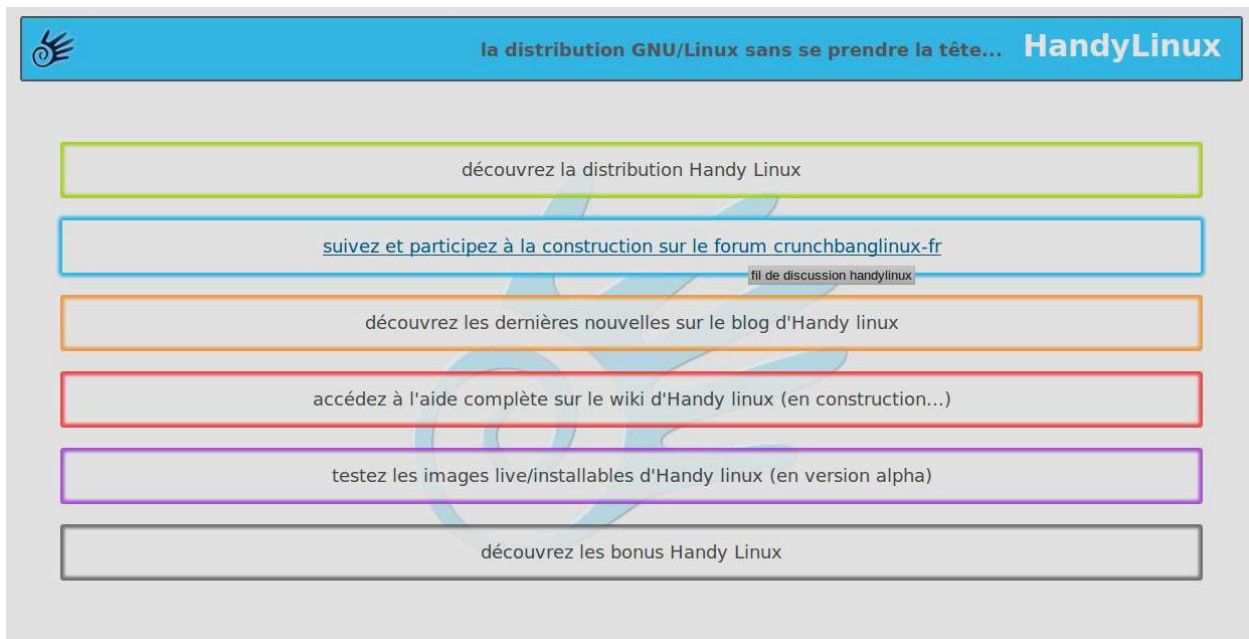 la distribution GNU/Linux sans se prendre la tête... HandyLinux
découvrez la distribution Handy Linux
suivez et participez à la construction sur le forum crunchbanglinux-fr
fil de discussion handylinux
découvrez les dernières nouvelles sur le blog d'Handy linux
accédez à l'aide complète sur le wiki d'Handy linux (en construction...)
testez les images live/installables d'Handy linux (en version alpha)
découvrez les bonus Handy Linux